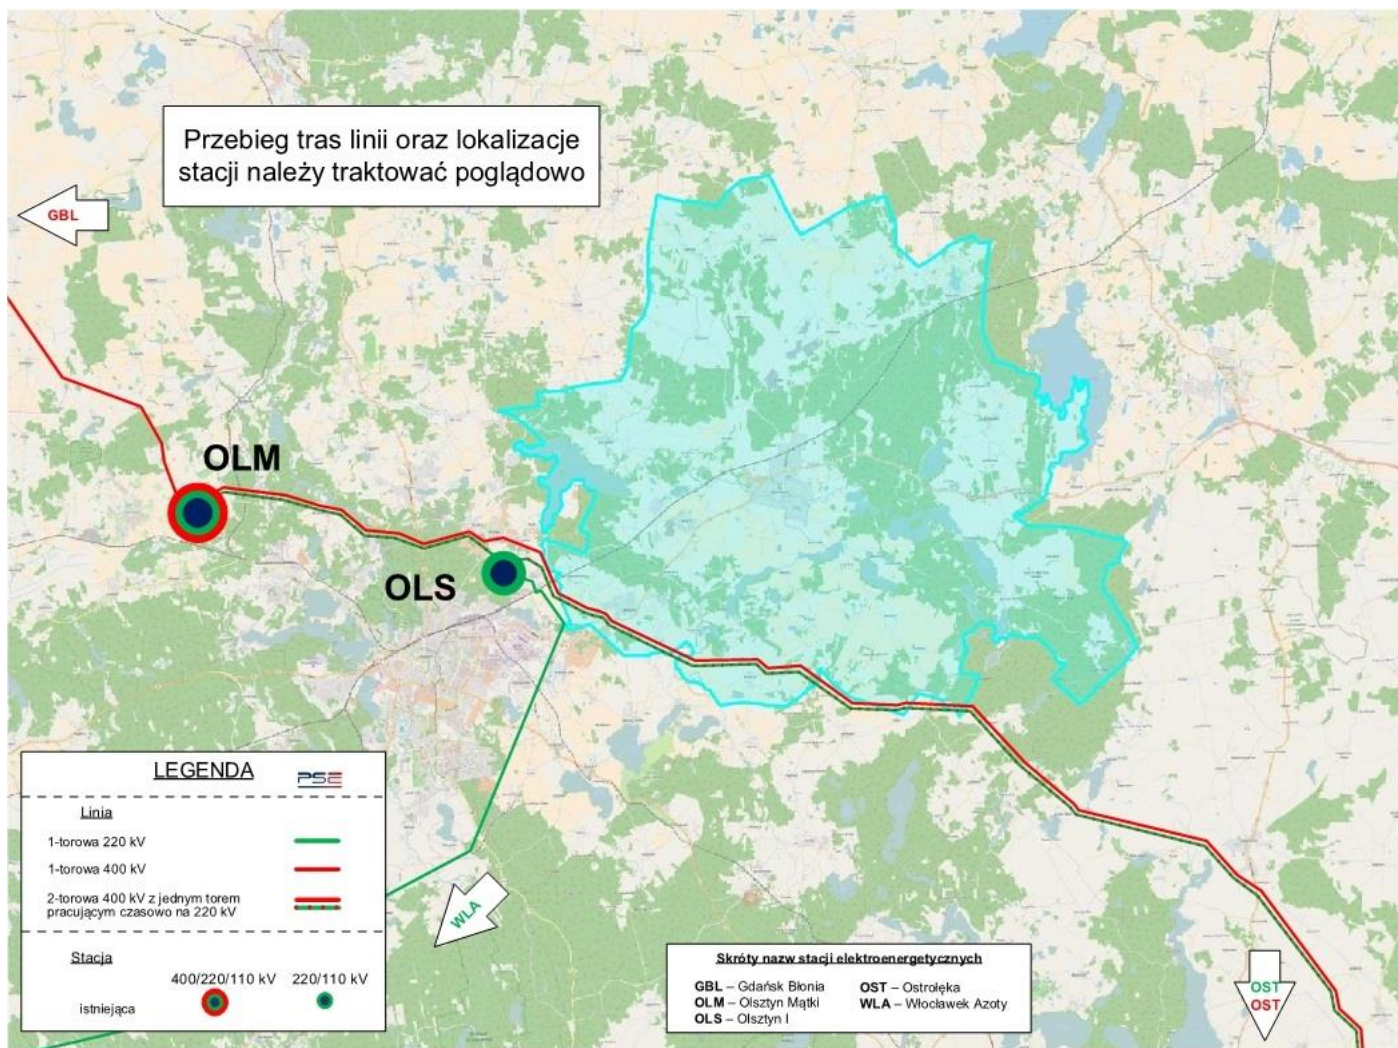 Przebieg tras linii oraz lokalizacje
stacji należy traktować poglądowo
GBL
OLM
OLS
WLA
LEGENDA
PSE
Linia
1-torowa 220 kV
1-torowa 400 kV
2-torowa 400 kV z jednym torem
pracującym czasowo na 220 kV
Stacja
400/220/110 kV
220/110 kV
istniejąca
Skróty nazw stacji elektroenergetycznych
GBL – Gdańsk Błonia
OLM – Olsztyn Mątki
OLS – Olsztyn I
OST – Ostrołęka
WLA – Włocławek Azoty
OST
OST